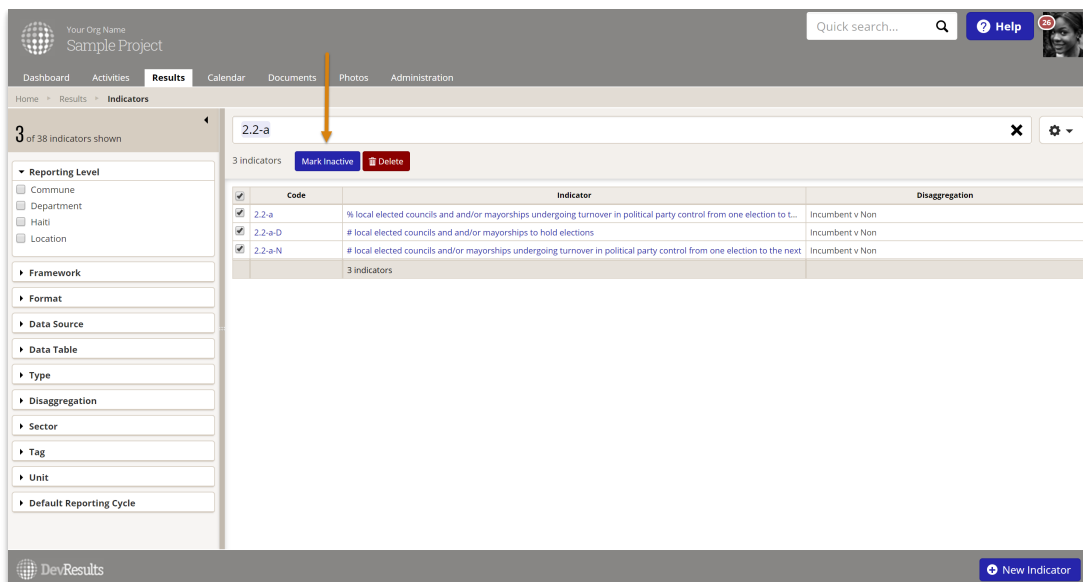 Your Org Name
Sample Project
Quick search...
Help
26
Dashboard Activities Results Calendar Documents Photos Administration
Home Results Indicators
3 of 38 indicators shown
2.2-a
3 indicators Mark Inactive Delete
Reporting Level
Commune
Department
Haiti
Location
Framework
Format
Data Source
Data Table
Type
Disaggregation
Sector
Tag
Unit
Default Reporting Cycle
Code Indicator Disaggregation
2.2-a % local elected councils and and/or mayorships undergoing turnover in political party control from one election to t... Incumbent v Non
2.2-a-D # local elected councils and and/or mayorships to hold elections Incumbent v Non
2.2-a-N # local elected councils and/or mayorships undergoing turnover in political party control from one election to the next Incumbent v Non
3 indicators
DevResults
New Indicator